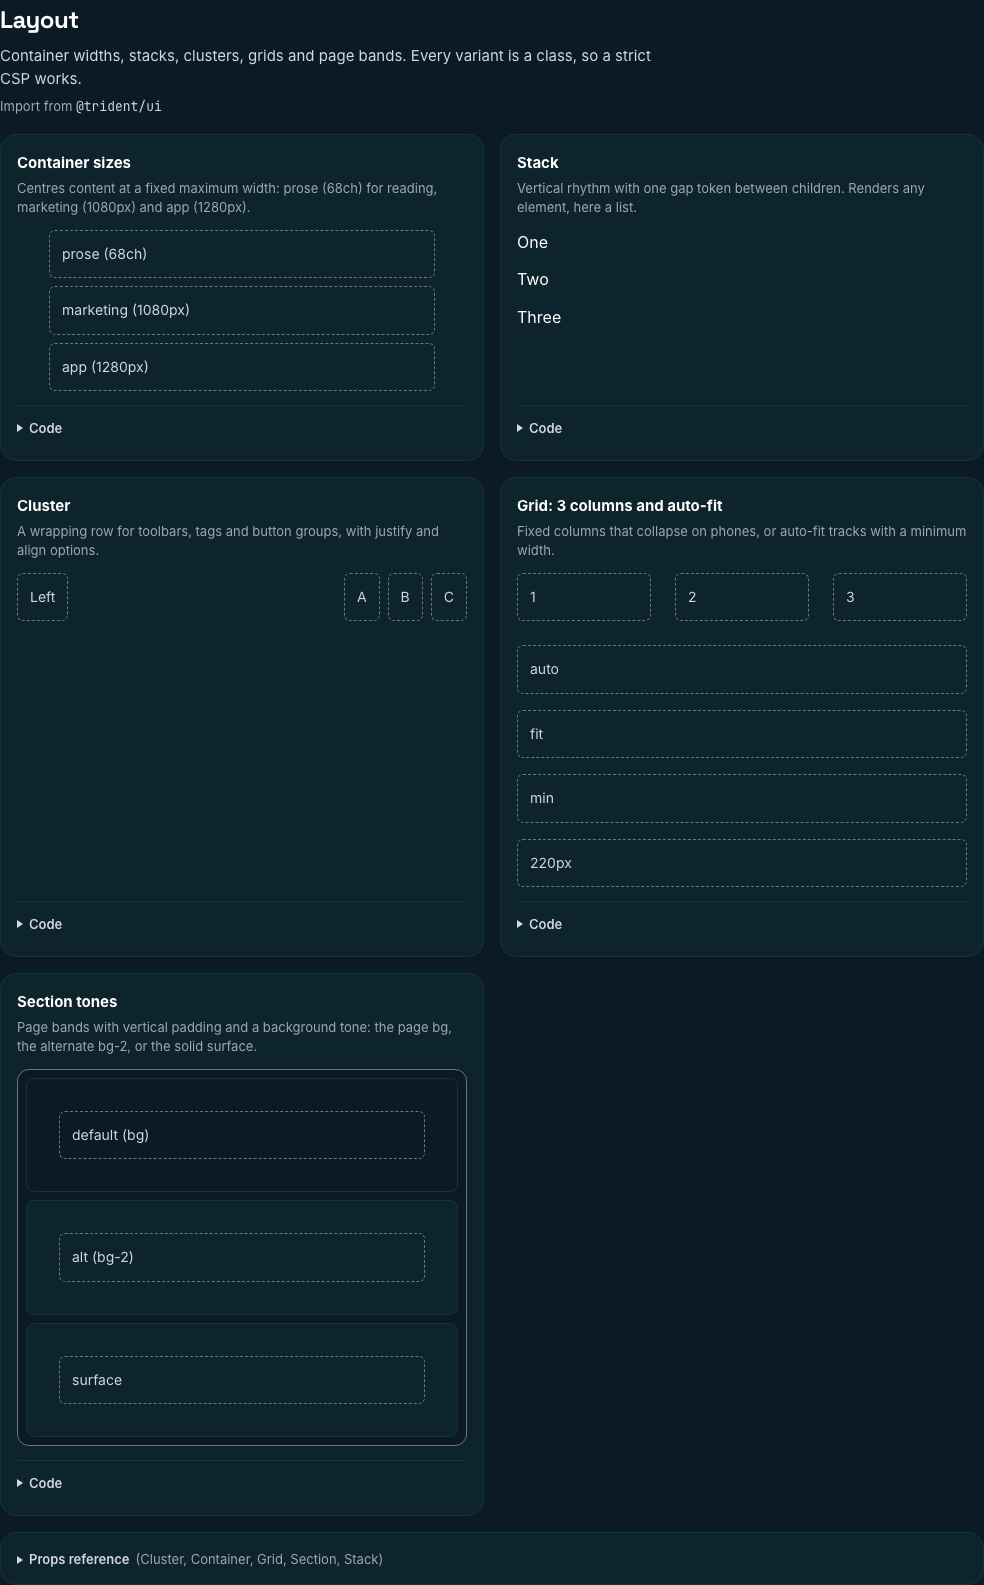 Layout
Container widths, stacks, clusters, grids and page bands. Every variant is a class, so a strict
CSP works.
Import from @trident/ui
Container sizes
Centres content at a fixed maximum width: prose (68ch) for reading,
marketing (1080px) and app (1280px).
prose (68ch)
marketing (1080px)
app (1280px)
Code
Stack
Vertical rhythm with one gap token between children. Renders any
element, here a list.
One
Two
Three
Code
Cluster
A wrapping row for toolbars, tags and button groups, with justify and
align options.
Left
A
B
C
Code
Grid: 3 columns and auto-fit
Fixed columns that collapse on phones, or auto-fit tracks with a minimum
width.
1
2
3
auto
fit
min
220px
Code
Section tones
Page bands with vertical padding and a background tone: the page bg,
the alternate bg-2, or the solid surface.
default (bg)
alt (bg-2)
surface
Code
Props reference (Cluster, Container, Grid, Section, Stack)